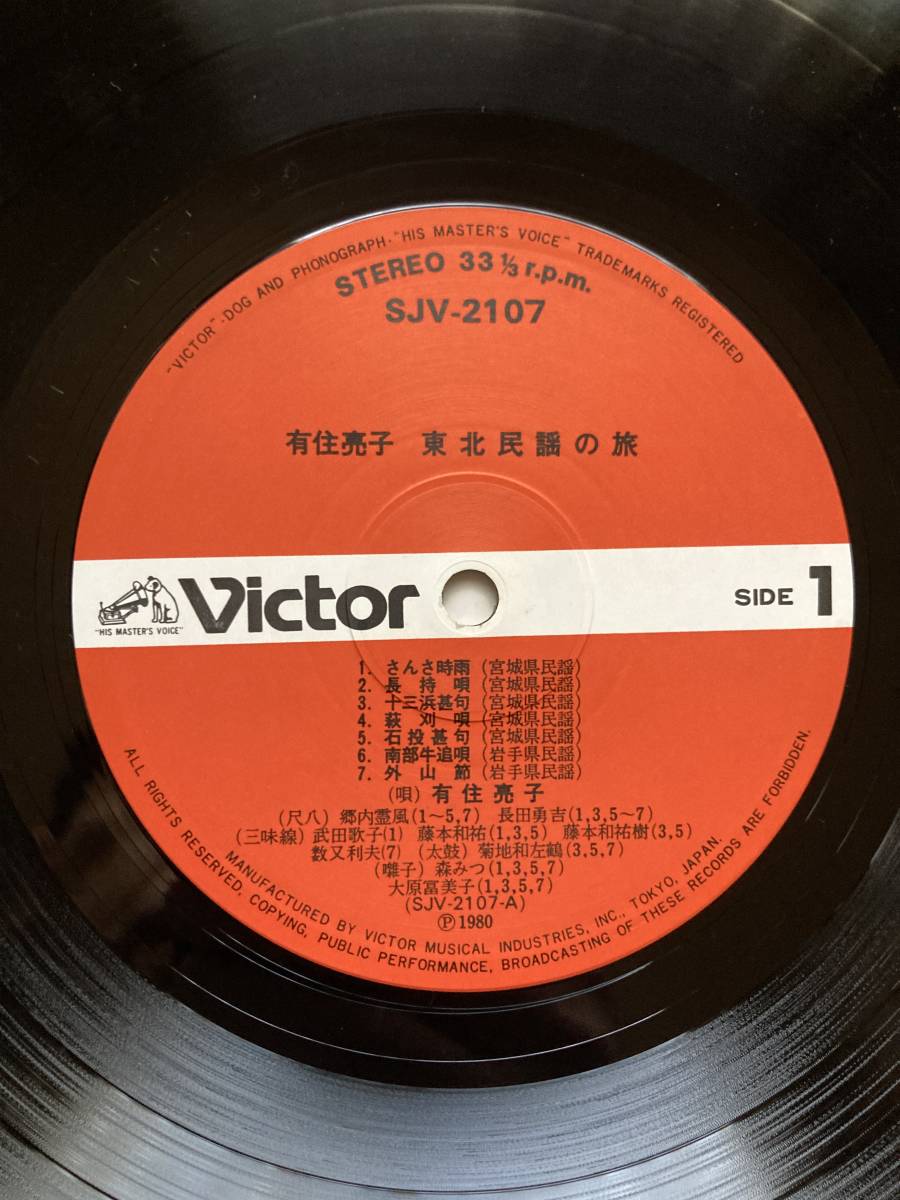 "VICTOR"-DOG AND PHONOGRAPH·"HIS MASTER'S VOICE" TRADEMARKS REGISTERED
STEREO 33 1/3 r.p.m.
SJV-2107
有住亮子 東北民謡の旅
"HIS MASTER'S VOICE"
Victor
SIDE 1
1. さんさ時雨 (宮城県民謡)
2. 長持唄 (宮城県民謡)
3. 十三浜甚句 (宮城県民謡)
4. 萩刈唄 (宮城県民謡)
5. 石投甚句 (宮城県民謡)
6. 南部牛追唄 (岩手県民謡)
7. 外山節 (岩手県民謡)
(唄) 有住亮子
(尺八) 郷内霊風(1~5,7) 長田勇吉(1,3,5~7)
(三味線) 武田歌子(1) 藤本和祐(1,3,5) 藤本和祐樹(3,5)
数又利夫(7) (太鼓) 菊地和左鶴(3,5,7)
(囃子) 森みつ(1,3,5,7)
大原冨美子(1,3,5,7)
(SJV-2107-A)
Ⓟ1980
MANUFACTURED BY VICTOR MUSICAL INDUSTRIES, INC., TOKYO, JAPAN.
ALL RIGHTS RESERVED. COPYING, PUBLIC PERFORMANCE, BROADCASTING OF THESE RECORDS ARE FORBIDDEN.